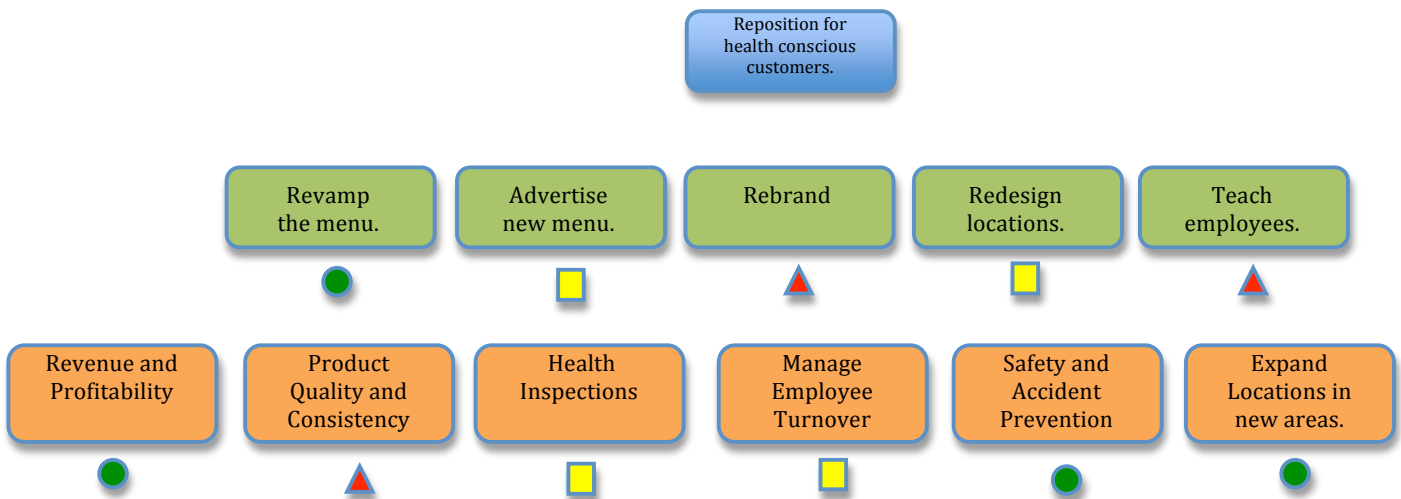 Reposition for
health conscious
customers.
Revamp
the menu.
Advertise
new menu.
Rebrand
Redesign
locations.
Teach
employees.
Revenue and
Profitability
Product
Quality and
Consistency
Health
Inspections
Manage
Employee
Turnover
Safety and
Accident
Prevention
Expand
Locations in
new areas.